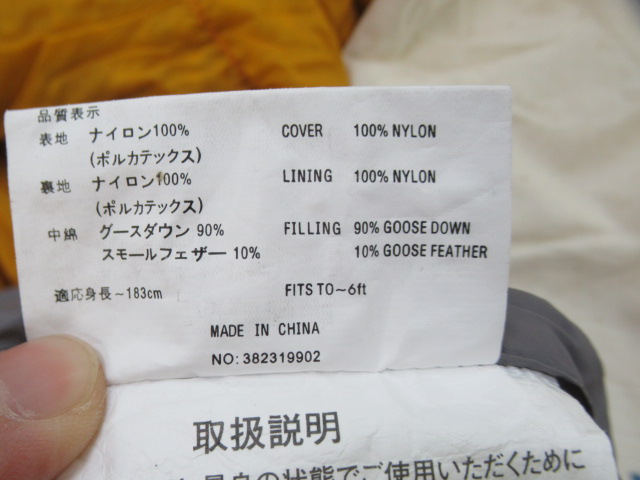 品質表示
表地 ナイロン100% COVER 100% NYLON
(ポルカテックス)
裏地 ナイロン100% LINING 100% NYLON
(ポルカテックス)
中綿 グースダウン 90% FILLING 90% GOOSE DOWN
スモールフェザー 10% 10% GOOSE FEATHER
適応身長~183cm FITS TO~6ft
MADE IN CHINA
NO: 382319902
取扱説明
最良の状態でご使用いただくために